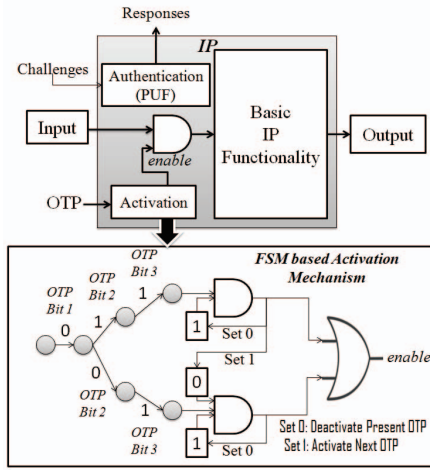 Responses
IP
Challenges
Authentication
(PUF)
Input
enable
Basic
IP
Functionality
Output
OTP
Activation
FSM based Activation
Mechanism
OTP
Bit 1
OTP
Bit 2
OTP
Bit 3
0
1
1
1
Set 0
Set 1
0
0
OTP
Bit 2
1
OTP
Bit 3
1
Set 0
enable
Set 0: Deactivate Present OTP
Set 1: Activate Next OTP